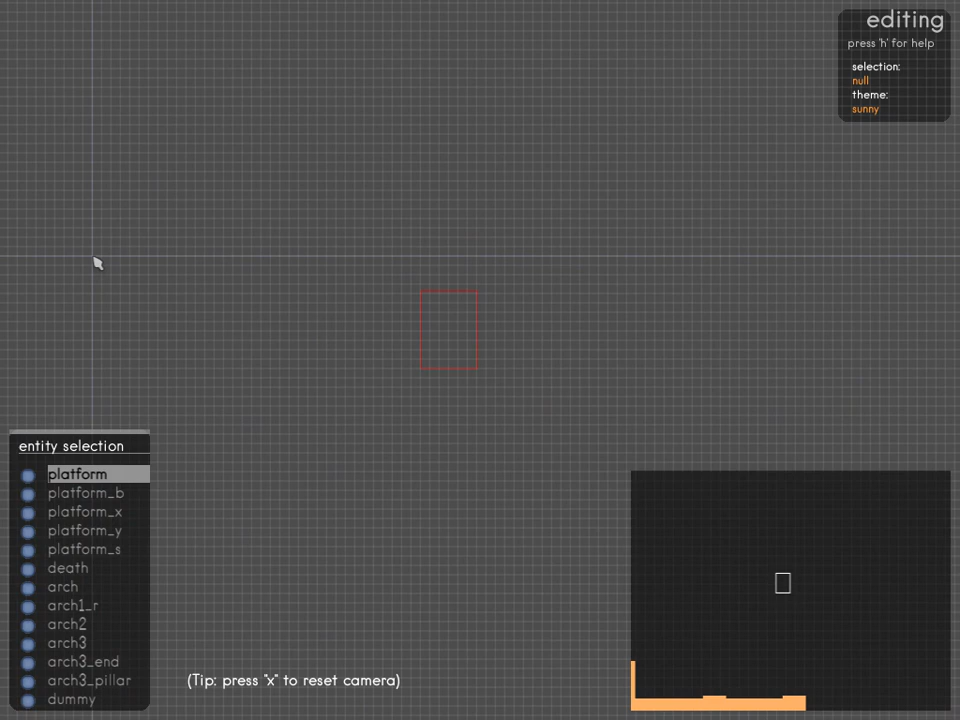 editing
press 'h' for help
selection:
null
theme:
sunny
entity selection
platform
platform_b
platform_x
platform_y
platform_s
death
arch
arch1_r
arch2
arch3
arch3_end
arch3_pillar
dummy
(Tip: press "x" to reset camera)